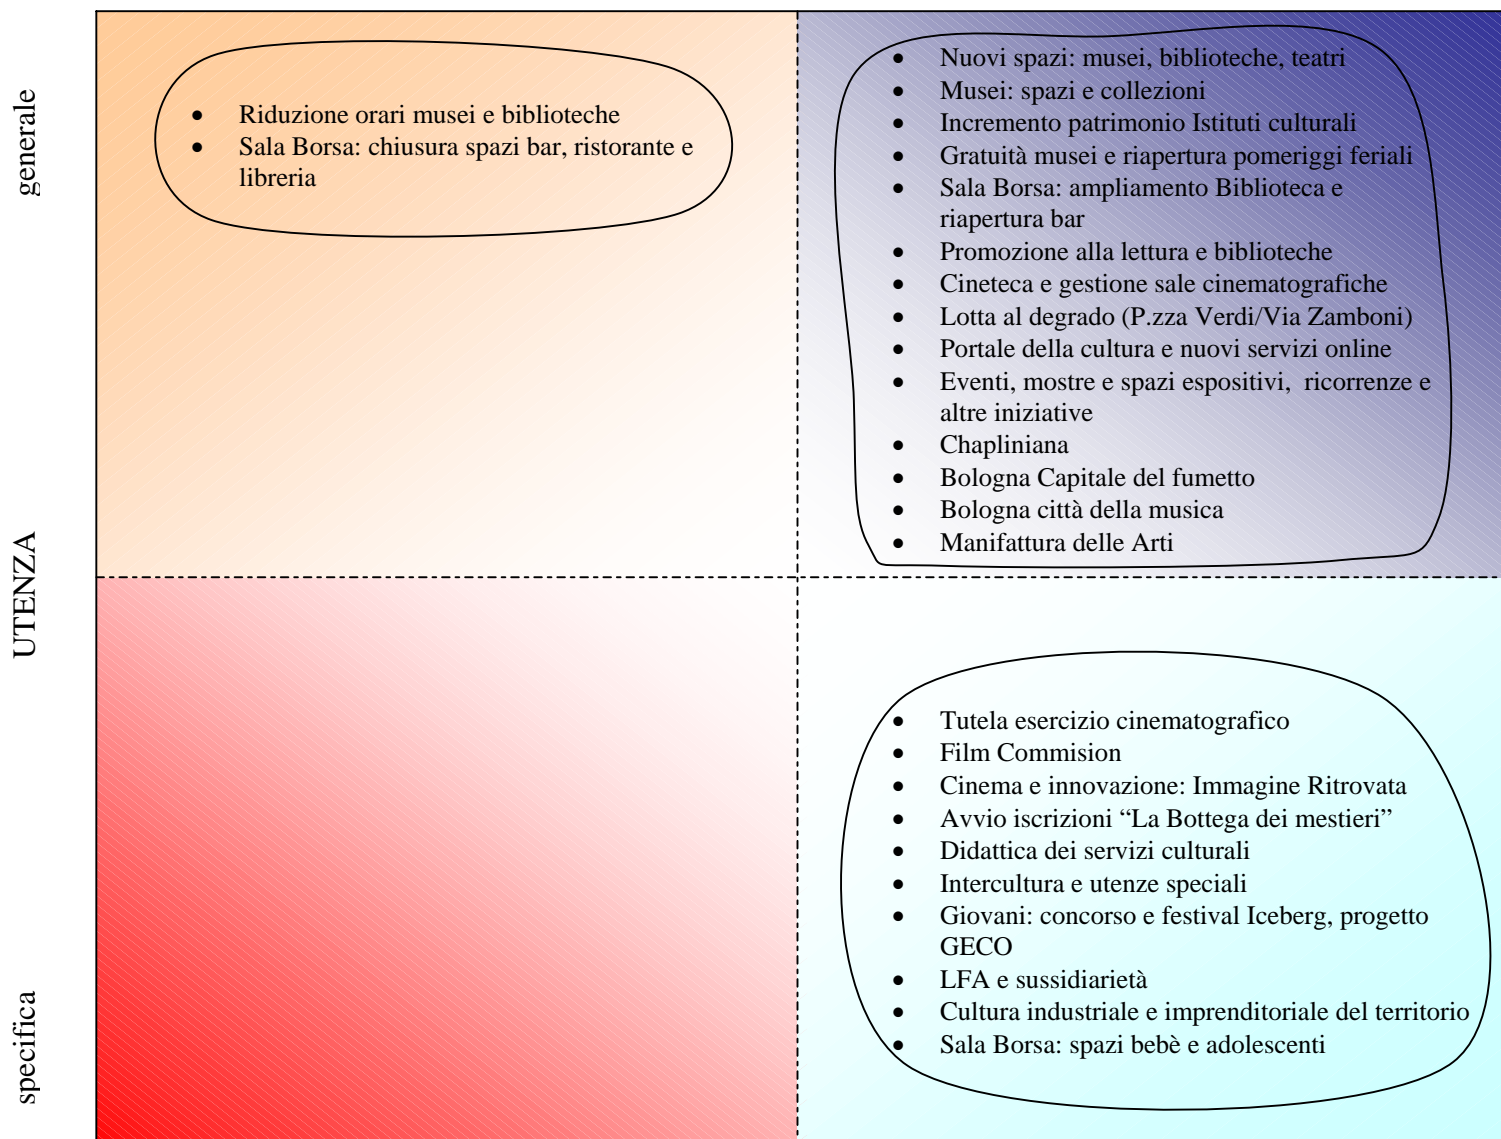 generale
• Riduzione orari musei e biblioteche
• Sala Borsa: chiusura spazi bar, ristorante e
libreria
• Nuovi spazi: musei, biblioteche, teatri
• Musei: spazi e collezioni
• Incremento patrimonio Istituti culturali
• Gratuità musei e riapertura pomeriggi feriali
• Sala Borsa: ampliamento Biblioteca e
riapertura bar
• Promozione alla lettura e biblioteche
• Cineteca e gestione sale cinematografiche
• Lotta al degrado (P.zza Verdi/Via Zamboni)
• Portale della cultura e nuovi servizi online
• Eventi, mostre e spazi espositivi, ricorrenze e
altre iniziative
• Chapliniana
• Bologna Capitale del fumetto
• Bologna città della musica
• Manifattura delle Arti
UTENZA
• Tutela esercizio cinematografico
• Film Commision
• Cinema e innovazione: Immagine Ritrovata
• Avvio iscrizioni “La Bottega dei mestieri”
• Didattica dei servizi culturali
• Intercultura e utenze speciali
• Giovani: concorso e festival Iceberg, progetto
GECO
• LFA e sussidiarietà
• Cultura industriale e imprenditoriale del territorio
• Sala Borsa: spazi bebè e adolescenti
specifica